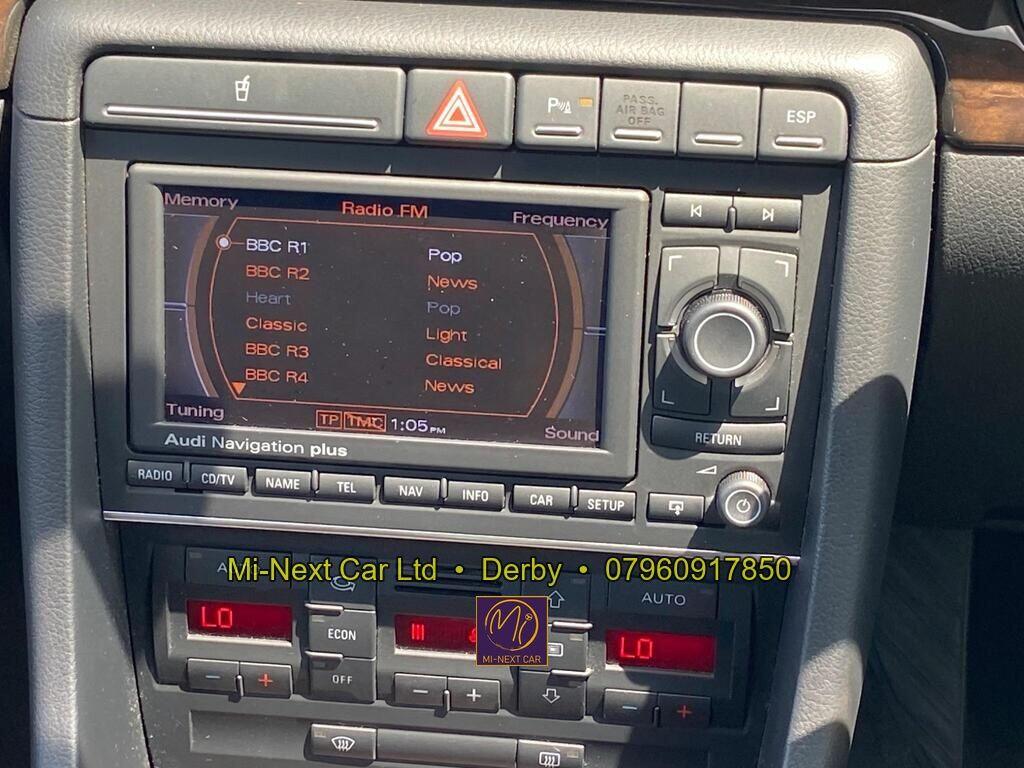 P
PASS.
AIR BAG
OFF
ESP
Memory
Radio FM
Frequency
BBC R1 Pop
BBC R2 News
Heart Pop
Classic Light
BBC R3 Classical
BBC R4 News
Tuning
TP TMC 1:05 PM
Sound
Audi Navigation plus
RETURN
RADIO CD/TV NAME TEL NAV INFO CAR SETUP
Mi-Next Car Ltd • Derby • 07960917850
AUTO
LO
ECON
LO
Mi
MI-NEXT CAR
OFF